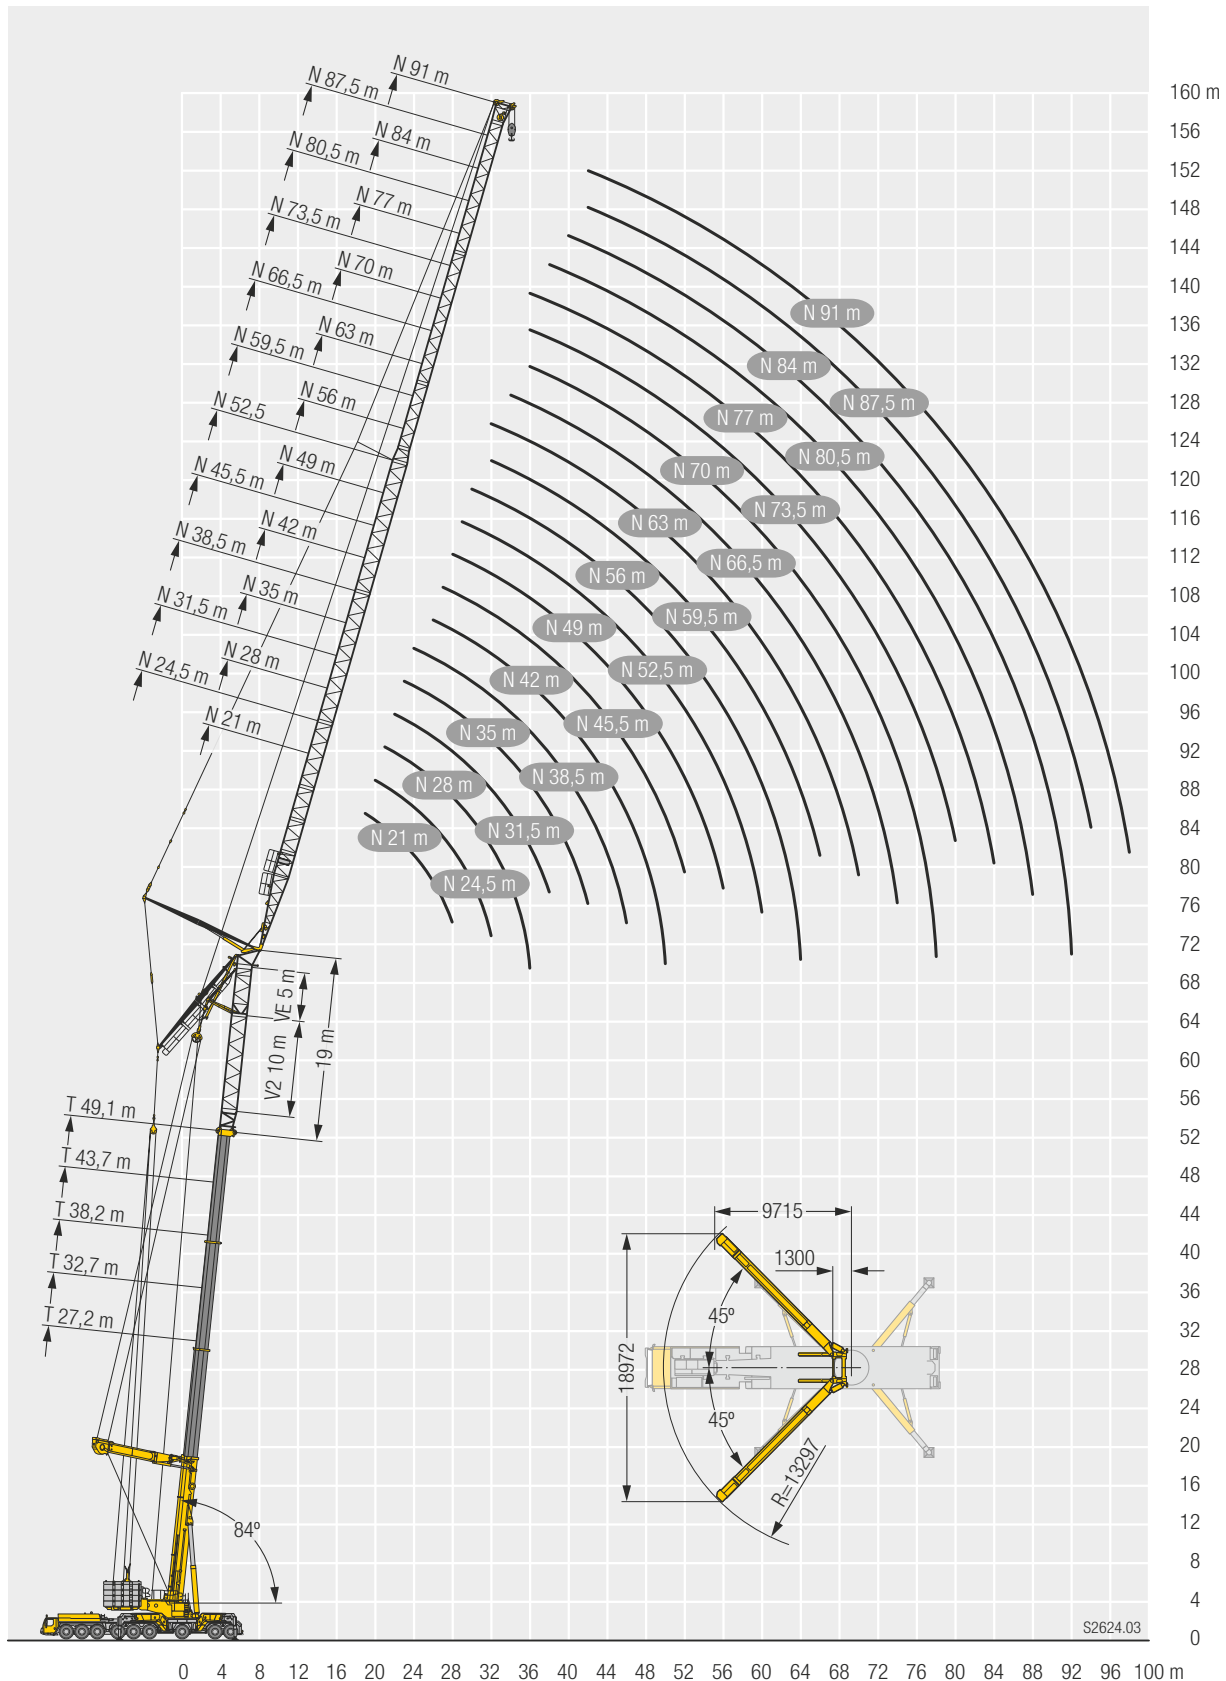 N 91 m
N 87,5 m
N 84 m
N 80,5 m
N 77 m
N 73,5 m
N 70 m
N 66,5 m
N 63 m
N 59,5 m
N 56 m
N 52,5
N 49 m
N 45,5 m
N 42 m
N 38,5 m
N 35 m
N 31,5 m
N 28 m
N 24,5 m
N 21 m
N 91 m
N 84 m
N 87,5 m
N 77 m
N 80,5 m
N 70 m
N 73,5 m
N 63 m
N 66,5 m
N 56 m
N 59,5 m
N 49 m
N 52,5 m
N 42 m
N 45,5 m
N 35 m
N 38,5 m
N 28 m
N 31,5 m
N 21 m
N 24,5 m
VE 5 m
V2 10 m
19 m
T 49,1 m
T 43,7 m
T 38,2 m
T 32,7 m
T 27,2 m
84º
9715
1300
45º
18972
45º
R=13297
S2624.03
160 m
156
152
148
144
140
136
132
128
124
120
116
112
108
104
100
96
92
88
84
80
76
72
68
64
60
56
52
48
44
40
36
32
28
24
20
16
12
8
4
0
0 4 8 12 16 20 24 28 32 36 40 44 48 52 56 60 64 68 72 76 80 84 88 92 96 100 m